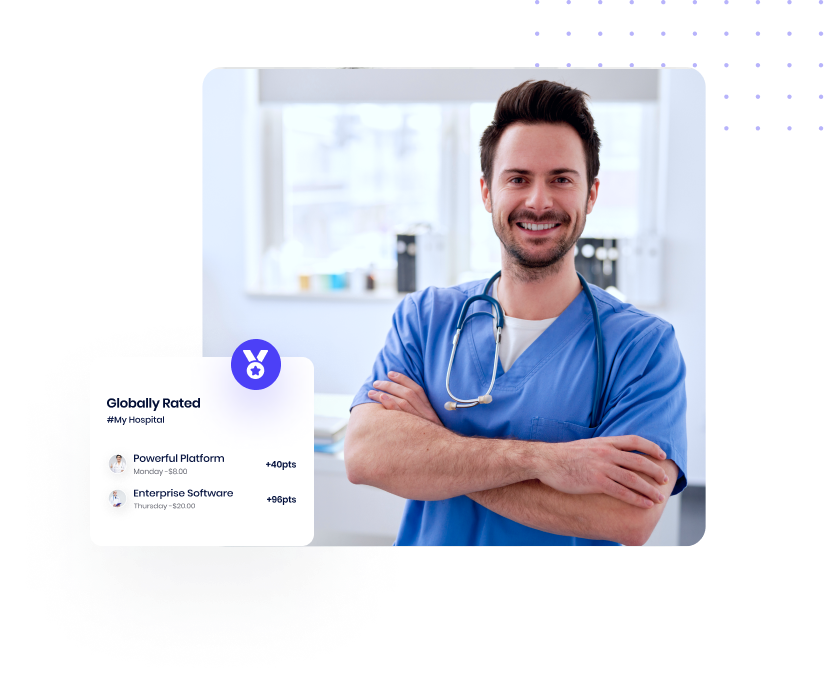 Globally Rated
#My Hospital
Powerful Platform
Monday -$8.00
+40pts
Enterprise Software
Thursday -$20.00
+96pts